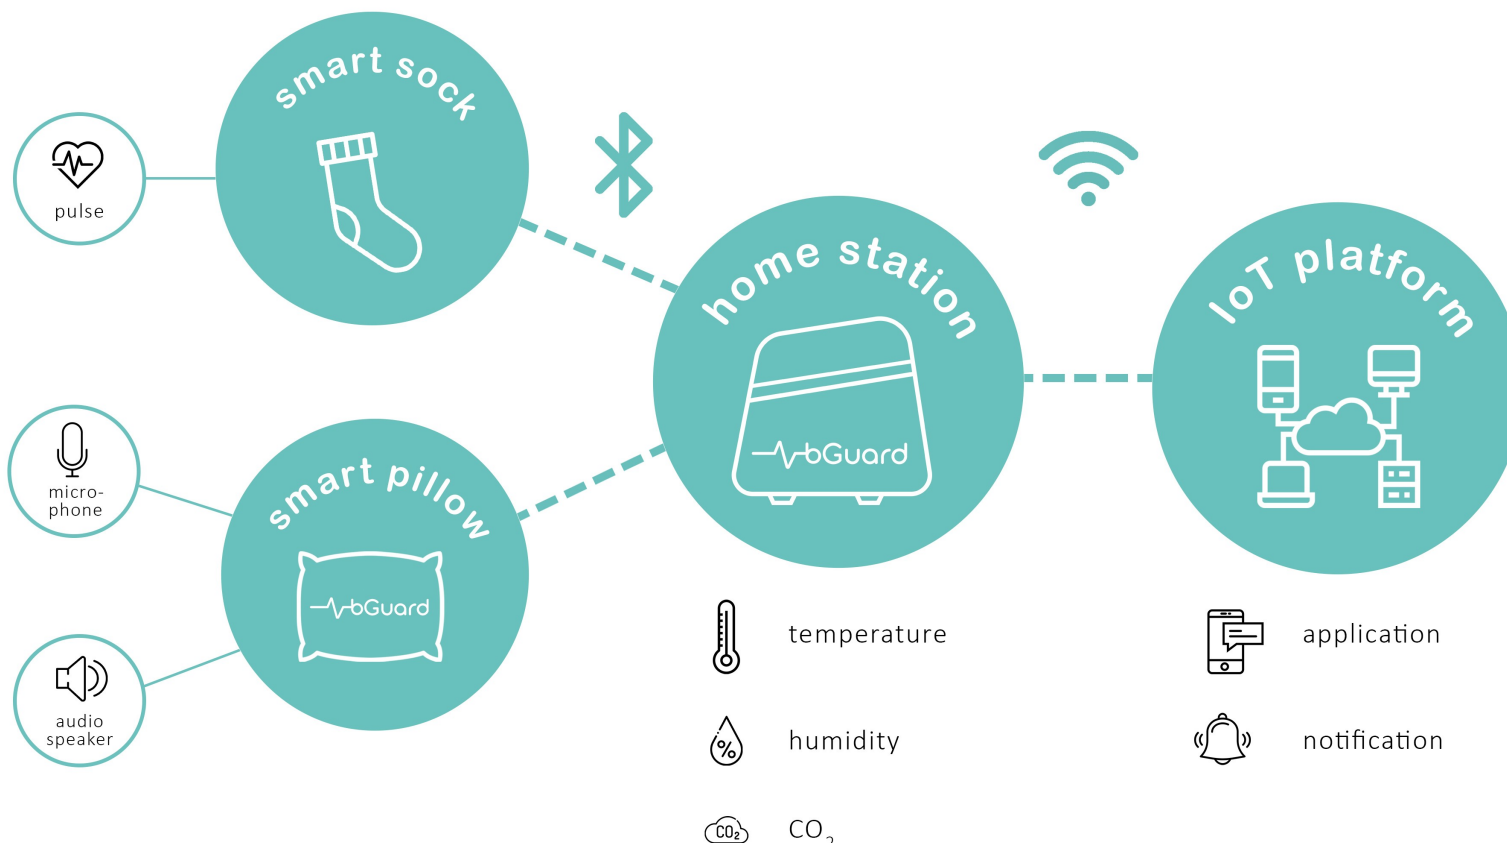 smart sock
pulse
home station
bGuard
IoT platform
micro-
phone
smart pillow
bGuard
audio
speaker
temperature
application
%
humidity
notification
CO₂
CO₂